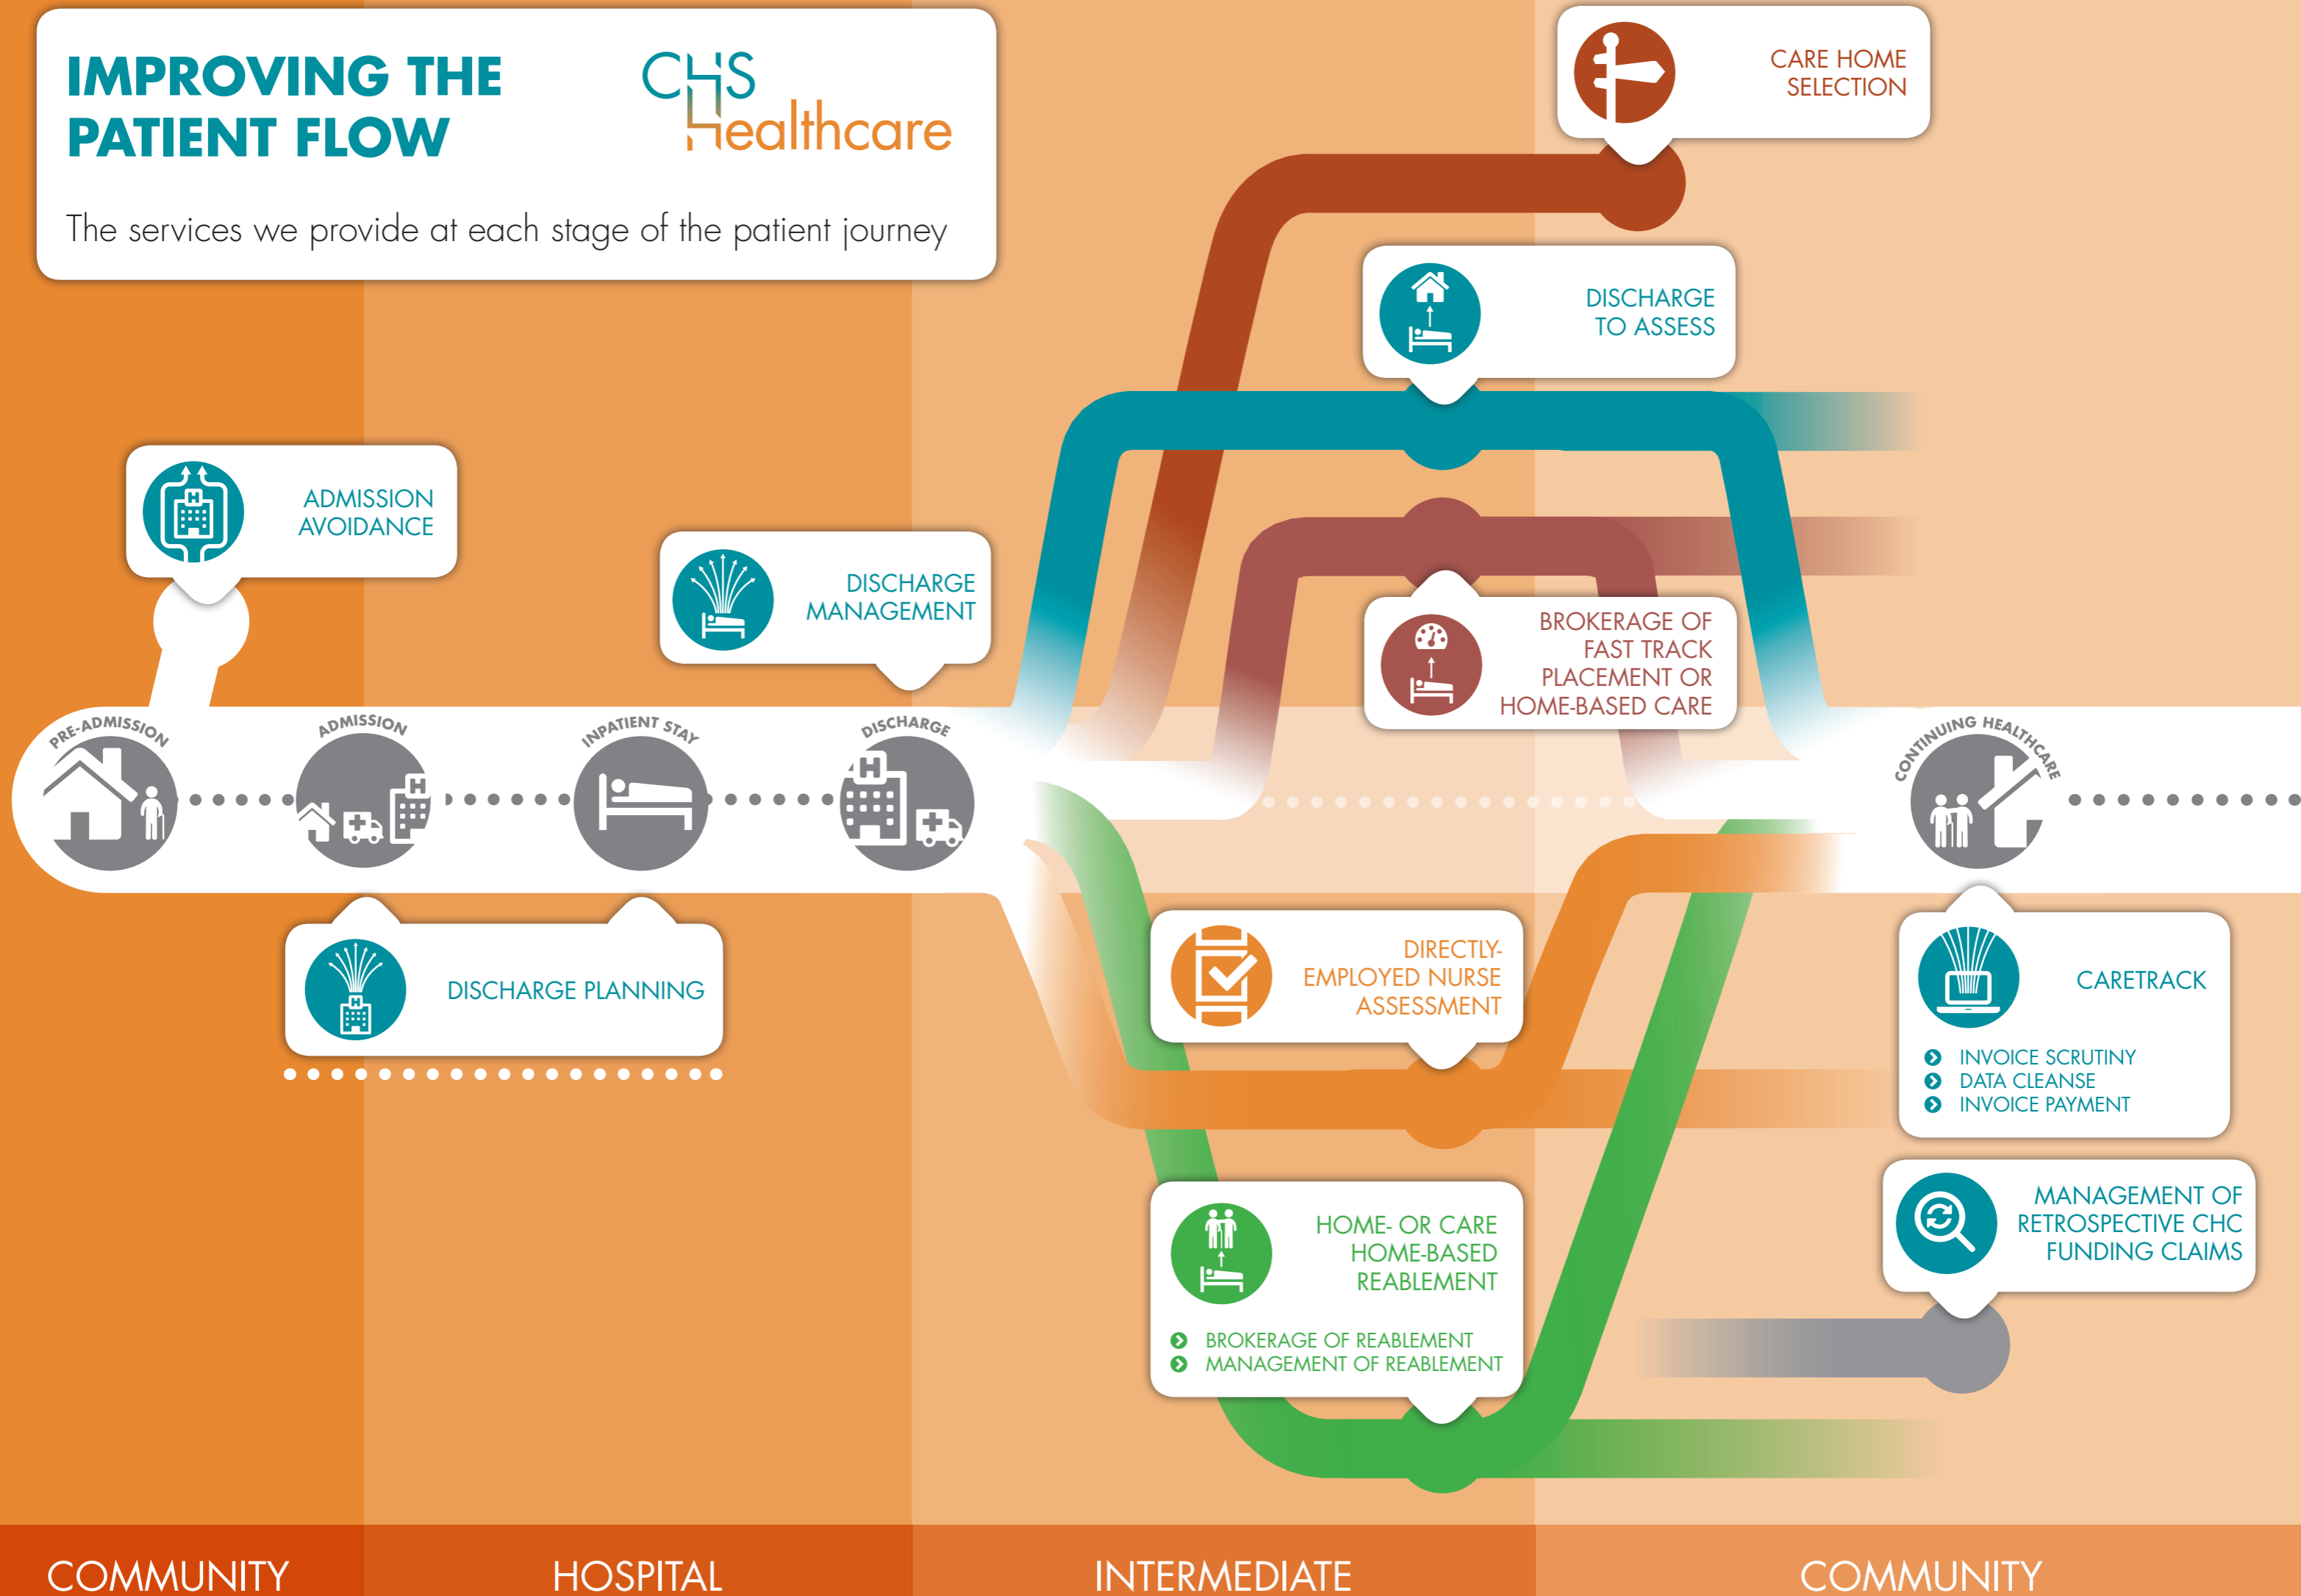 IMPROVING THE
PATIENT FLOW
CHS
Healthcare
The services we provide at each stage of the patient journey
CARE HOME
SELECTION
DISCHARGE
TO ASSESS
ADMISSION
AVOIDANCE
DISCHARGE
MANAGEMENT
BROKERAGE OF
FAST TRACK
PLACEMENT OR
HOME-BASED CARE
PRE-ADMISSION
ADMISSION
H
INPATIENT STAY
DISCHARGE
H
CONTINUING HEALTHCARE
H
DISCHARGE PLANNING
H
DIRECTLY-
EMPLOYED NURSE
ASSESSMENT
CARETRACK
INVOICE SCRUTINY
DATA CLEANSE
INVOICE PAYMENT
HOME- OR CARE
HOME-BASED
REABLEMENT
BROKERAGE OF REABLEMENT
MANAGEMENT OF REABLEMENT
MANAGEMENT OF
RETROSPECTIVE CHC
FUNDING CLAIMS
COMMUNITY
HOSPITAL
INTERMEDIATE
COMMUNITY